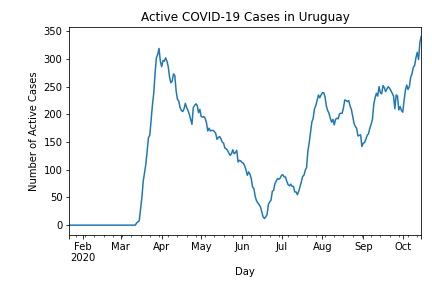 Active COVID-19 Cases in Uruguay
350
300
250
200
150
100
50
0
Number of Active Cases
Feb Mar Apr May Jun Jul Aug Sep Oct
2020
Day